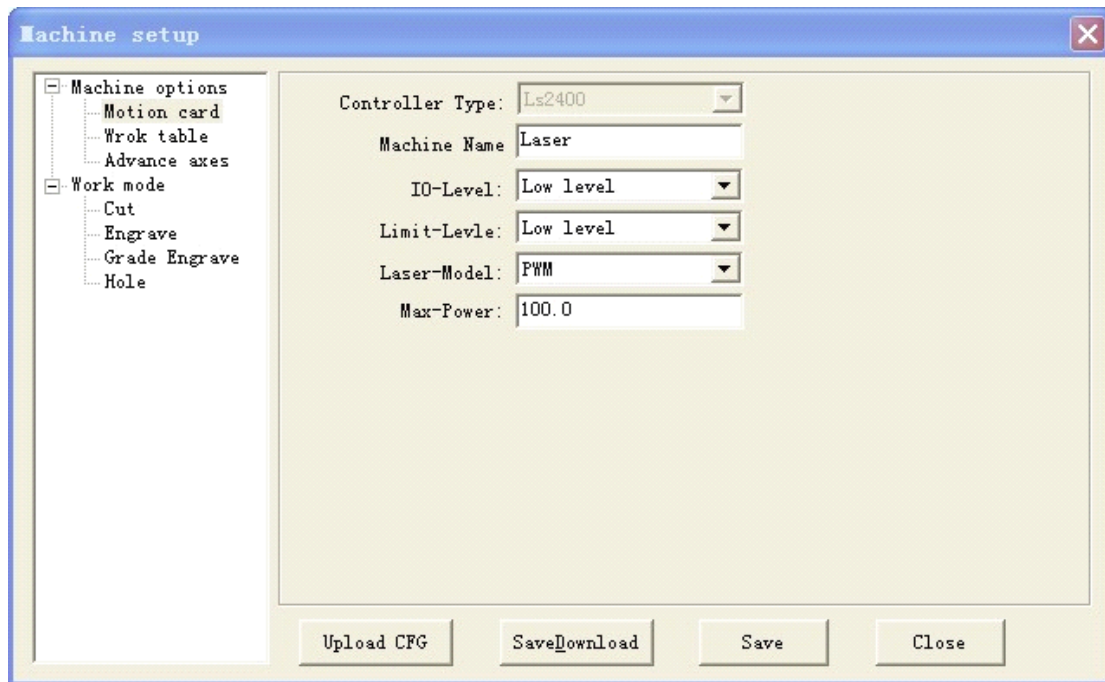 Machine setup
Machine options
Motion card
Wrok table
Advance axes
Work mode
Cut
Engrave
Grade Engrave
Hole
Controller Type: Ls2400
Machine Name Laser
IO-Level: Low level
Limit-Levle: Low level
Laser-Model: PWM
Max-Power: 100.0
Upload CFG SaveDownload Save Close